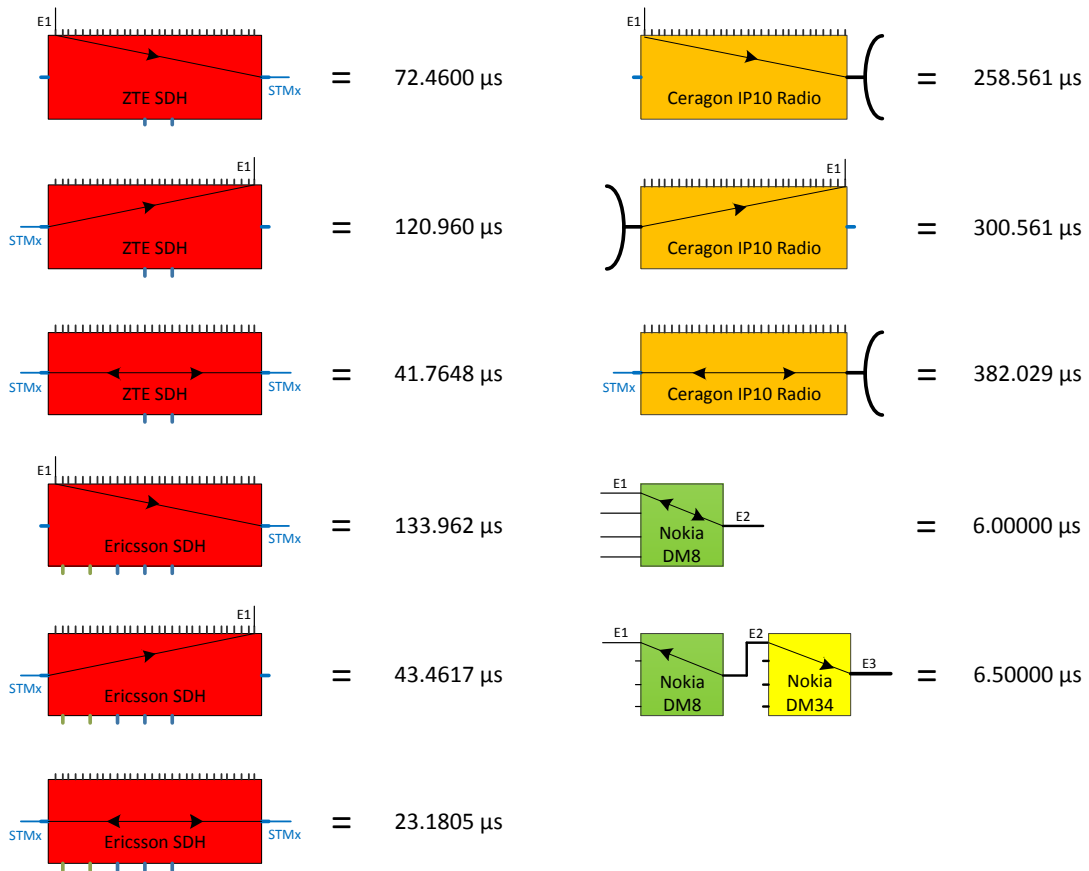 E1
STMx
ZTE SDH
= 72.4600 µs
E1
Ceragon IP10 Radio
= 258.561 µs
E1
STMx
ZTE SDH
= 120.960 µs
E1
Ceragon IP10 Radio
= 300.561 µs
STMx
STMx
ZTE SDH
= 41.7648 µs
STMx
Ceragon IP10 Radio
= 382.029 µs
E1
STMx
Ericsson SDH
= 133.962 µs
E1
E2
Nokia
DM8
= 6.00000 µs
E1
STMx
Ericsson SDH
= 43.4617 µs
E1
E2
E3
Nokia
DM8
Nokia
DM34
= 6.50000 µs
STMx
STMx
Ericsson SDH
= 23.1805 µs